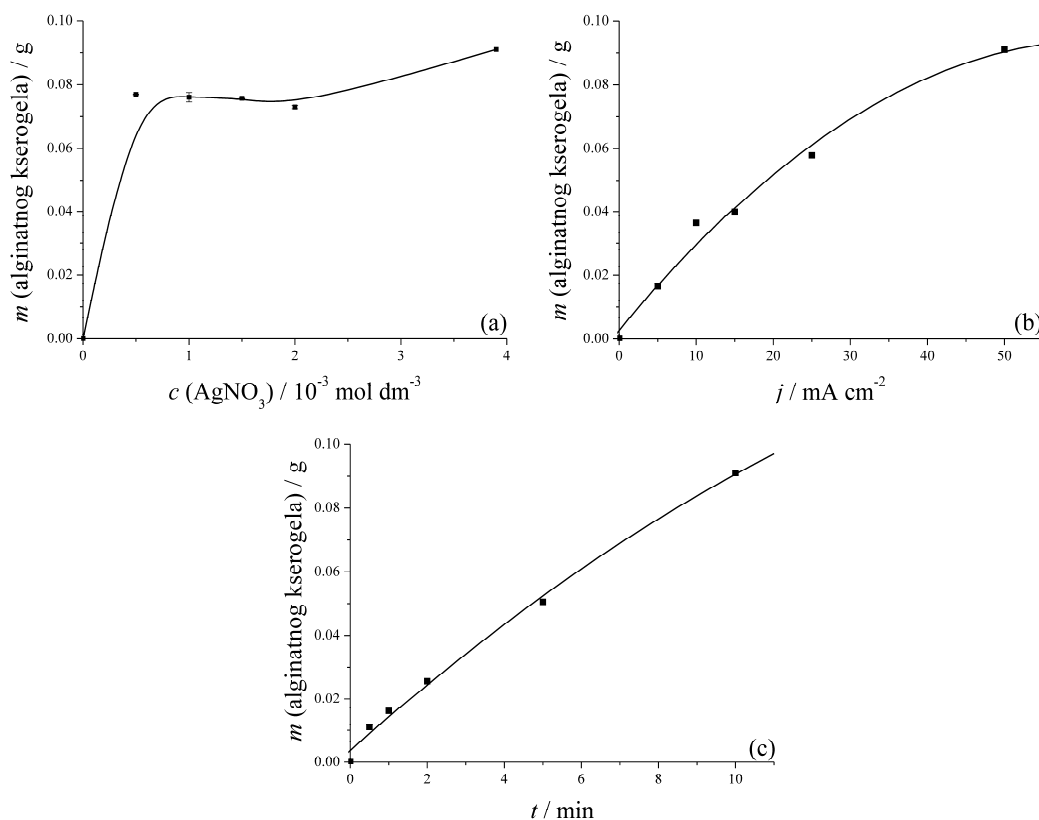 0.10
0.08
0.06
0.04
0.02
0.00
m (alginatnog kserogela) / g
0 1 2 3 4
c (AgNO₃) / 10⁻³ mol dm⁻³
(a)
0.10
0.08
0.06
0.04
0.02
0.00
m (alginatnog kserogela) / g
0 10 20 30 40 50
j / mA cm⁻²
(b)
0.10
0.08
0.06
0.04
0.02
0.00
m (alginatnog kserogela) / g
0 2 4 6 8 10
t / min
(c)